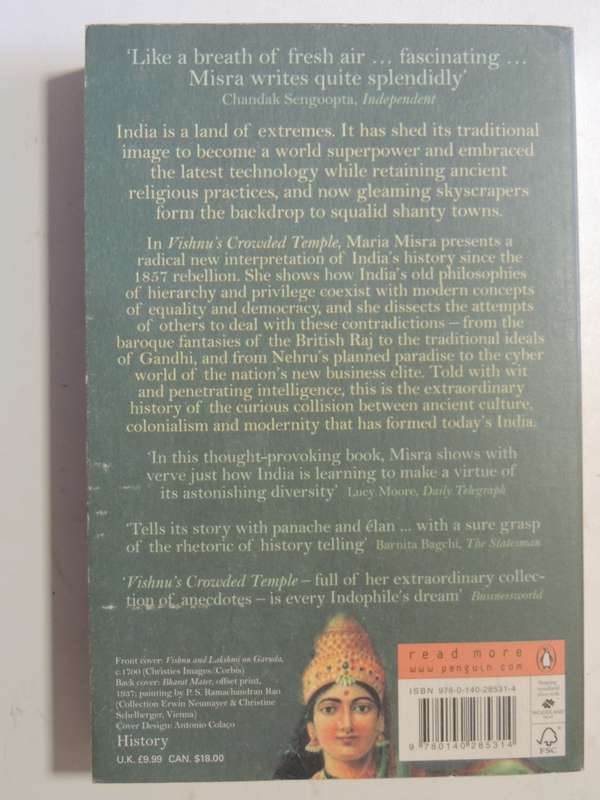 'Like a breath of fresh air ... fascinating ...
Misra writes quite splendidly'
Chandak Sengoopta, Independent
India is a land of extremes. It has shed its traditional
image to become a world superpower and embraced
the latest technology while retaining ancient
religious practices, and now gleaming skyscrapers
form the backdrop to squalid shanty towns.
In Vishnu's Crowded Temple, Maria Misra presents a
radical new interpretation of India's history since the
1857 rebellion. She shows how India's old philosophies
of hierarchy and privilege coexist with modern concepts
of equality and democracy, and she dissects the attempts
of others to deal with these contradictions – from the
baroque fantasies of the British Raj to the traditional ideals
of Gandhi, and from Nehru's planned paradise to the cyber
world of the nation's new business elite. Told with wit
and penetrating intelligence, this is the extraordinary
history of the curious collision between ancient culture,
colonialism and modernity that has formed today's India.
'In this thought-provoking book, Misra shows with
verve just how India is learning to make a virtue of
its astonishing diversity' Lucy Moore, Daily Telegraph
'Tells its story with panache and élan ... with a sure grasp
of the rhetoric of history telling' Barnita Bagchi, The Statesman
'Vishnu's Crowded Temple – full of her extraordinary collec-
tion of anecdotes – is every Indophile's dream' Businessworld
Front cover: Vishnu and Lakshmi on Garuda,
c.1700 (Christies Images/Corbis)
Back cover: Bharat Mater, offset print,
1937; painting by P. S. Ramachandran Rao
(Collection Erwin Neumayer & Christine
Schelberger, Vienna)
Cover Design: Antonio Colaço
History
U.K. £9.99 CAN. $18.00
read more
www.penguin.com
ISBN 978-0-140-28531-4
9 780140 285314
FSC